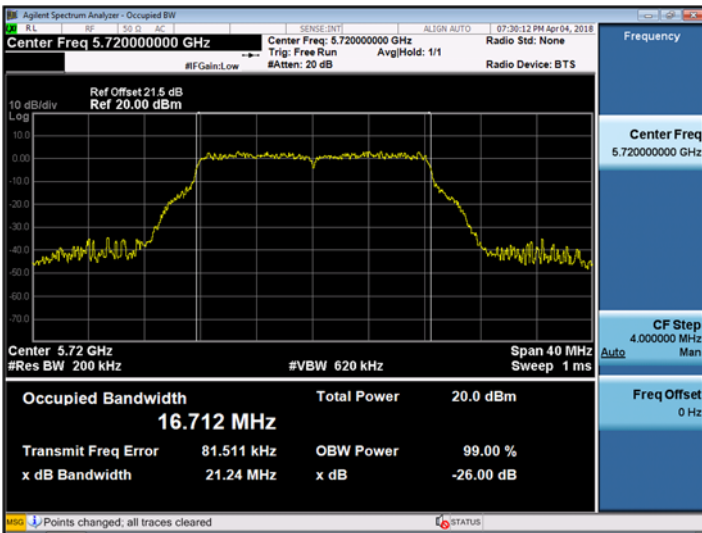 Agilent Spectrum Analyzer - Occupied BW
RL RF 50 Ω AC SENSE:INT ALIGN AUTO 07:30:12 PM Apr 04, 2018
Center Freq 5.720000000 GHz
Center Freq: 5.720000000 GHz
Radio Std: None
Trig: Free Run Avg|Hold: 1/1
#IFGain:Low
#Atten: 20 dB
Radio Device: BTS
Frequency
Ref Offset 21.5 dB
10 dB/div Ref 20.00 dBm
Log
10.0
0.00
-10.0
-20.0
-30.0
-40.0
-50.0
-60.0
-70.0
Center Freq
5.720000000 GHz
Center 5.72 GHz Span 40 MHz
#Res BW 200 kHz #VBW 620 kHz Sweep 1 ms
CF Step
4.000000 MHz
Auto Man
Occupied Bandwidth Total Power 20.0 dBm
16.712 MHz
Transmit Freq Error 81.511 kHz OBW Power 99.00 %
x dB Bandwidth 21.24 MHz x dB -26.00 dB
Freq Offset
0 Hz
MSG Points changed; all traces cleared STATUS